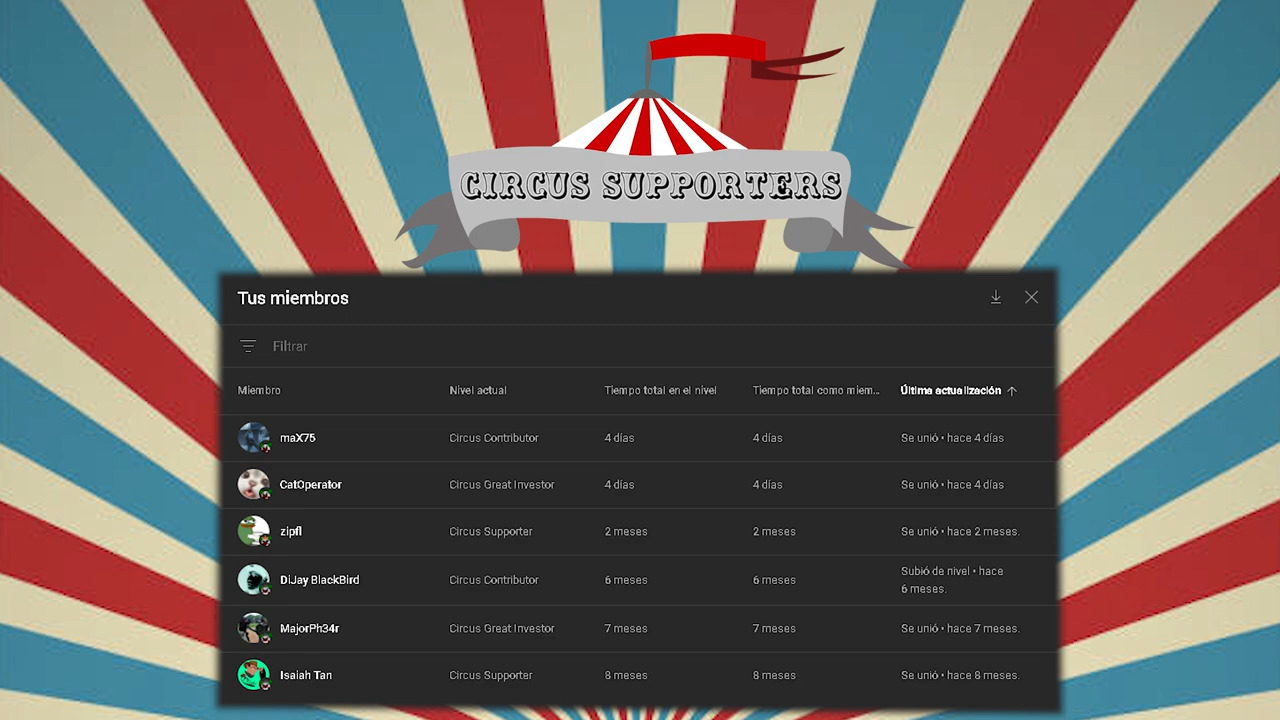 CIRCUS SUPPORTERS
Tus miembros
Filtrar
Miembro Nivel actual Tiempo total en el nivel Tiempo total como miem... Última actualización
maX75 Circus Contributor 4 días 4 días Se unió • hace 4 días
CatOperator Circus Great Investor 4 días 4 días Se unió • hace 4 días
zipfl Circus Supporter 2 meses 2 meses Se unió • hace 2 meses.
DiJay BlackBird Circus Contributor 6 meses 6 meses Subió de nivel • hace
6 meses.
MajorPh34r Circus Great Investor 7 meses 7 meses Se unió • hace 7 meses.
Isaiah Tan Circus Supporter 8 meses 8 meses Se unió • hace 8 meses.